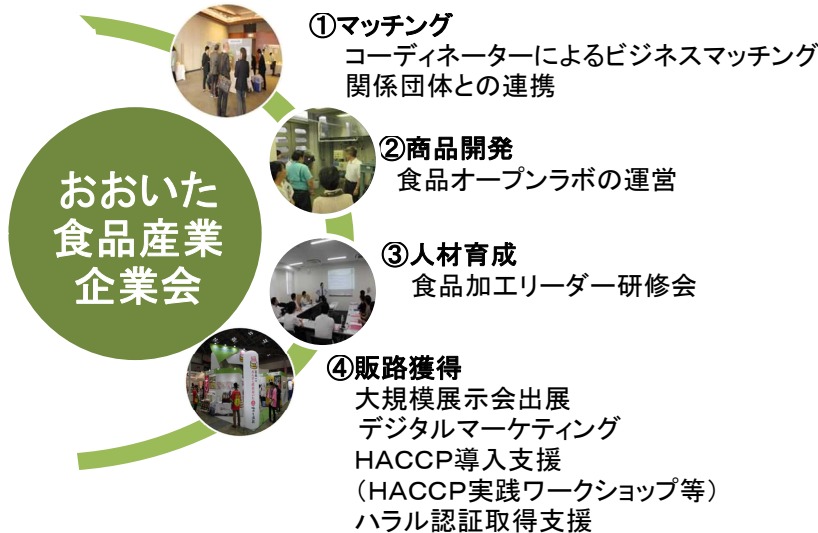 おおいた
食品産業
企業会
①マッチング
コーディネーターによるビジネスマッチング
関係団体との連携
②商品開発
食品オープンラボの運営
③人材育成
食品加工リーダー研修会
④販路獲得
大規模展示会出展
デジタルマーケティング
HACCP導入支援
（HACCP実践ワークショップ等）
ハラル認証取得支援